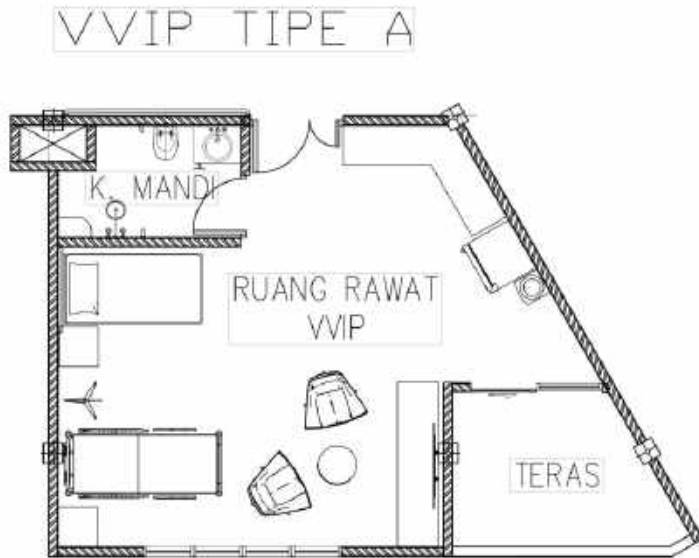 VVIP TIPE A
K. MANDI
RUANG RAWAT
VVIP
TERAS